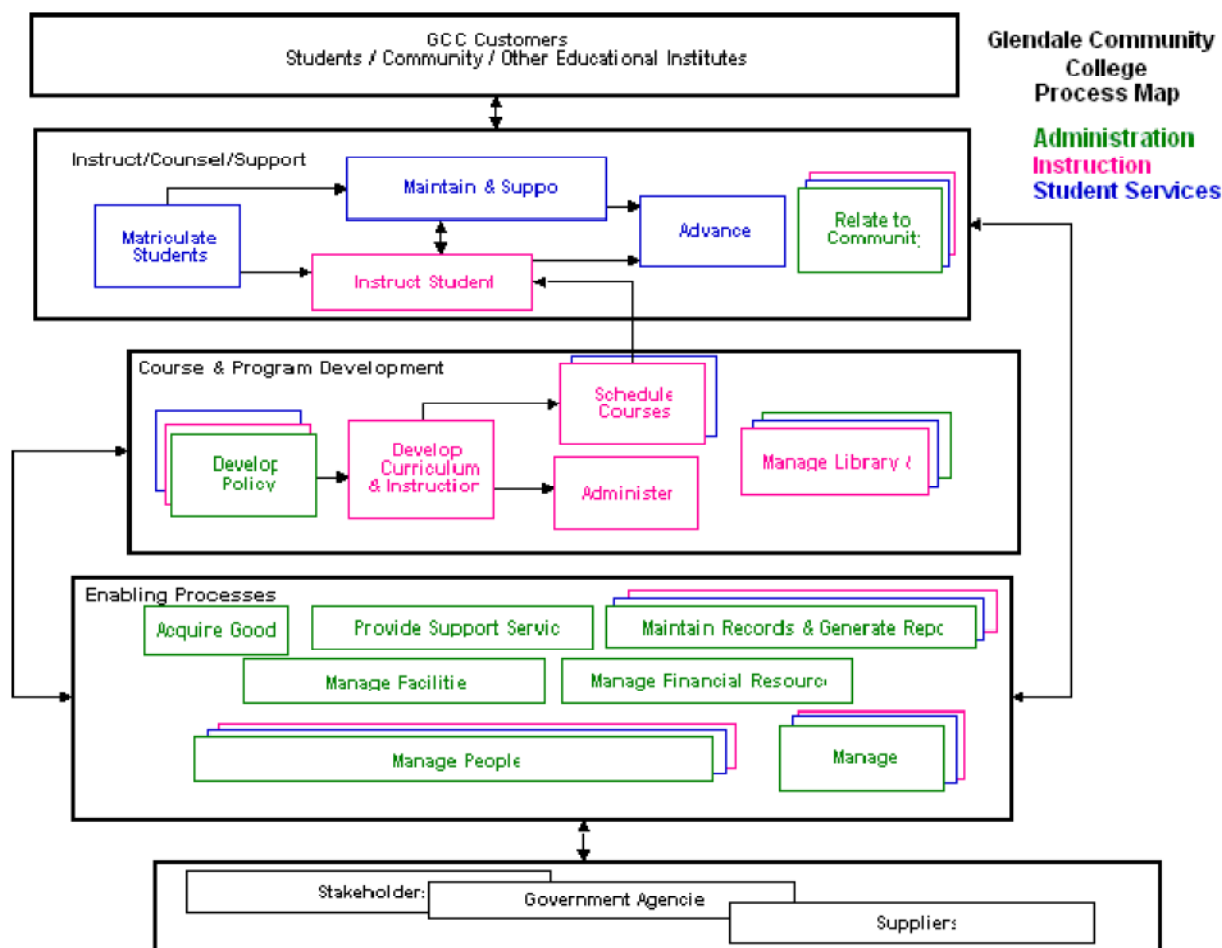 GCC Customers
Students / Community / Other Educational Institutes
Glendale Community
College
Process Map
Administration
Instruction
Student Services
Instruct/Counsel/Support
Maintain & Suppo
Matriculate
Students
Instruct Student
Advance
Relate to
Community
Course & Program Development
Schedule
Courses
Develop
Policy
Develop
Curriculum
& Instruction
Administer
Manage Library &
Enabling Processes
Acquire Good
Provide Support Servic
Maintain Records & Generate Repo
Manage Facilitie
Manage Financial Resource
Manage People
Manage
Stakeholder
Government Agencie
Suppliers